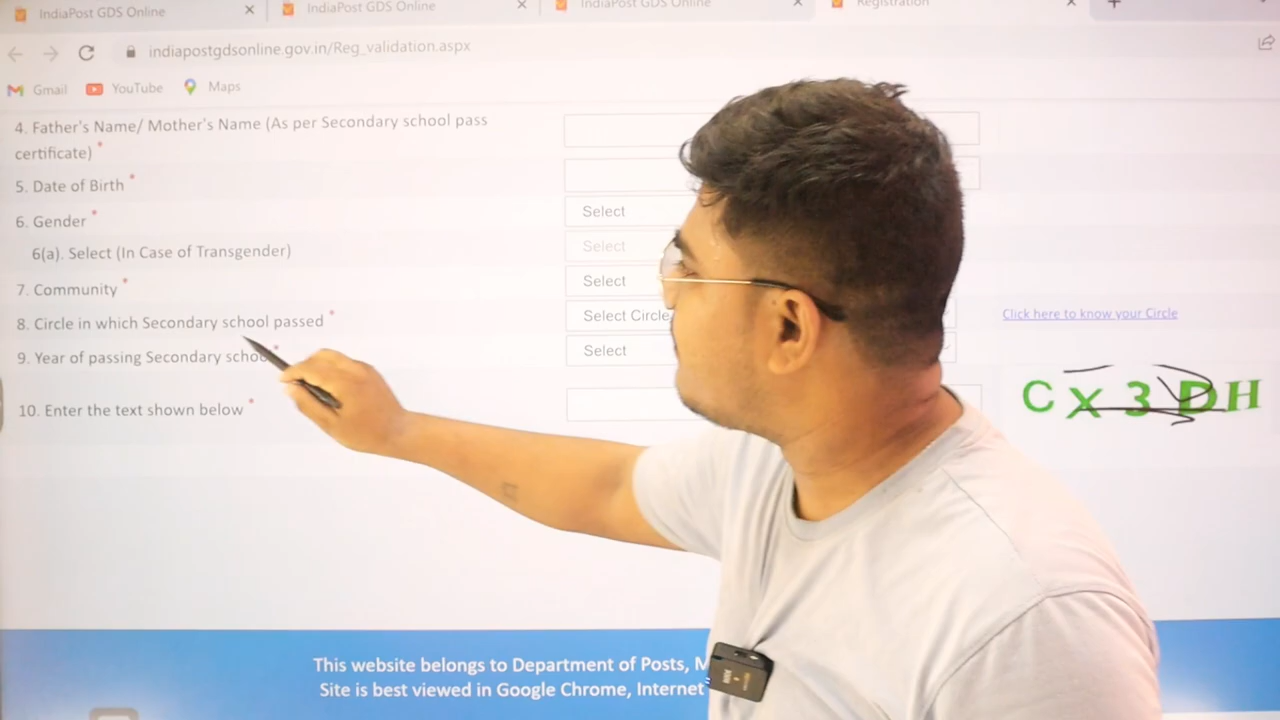 IndiaPost GDS Online
IndiaPost GDS Online
IndiaPost GDS Online
Registration
indiapostgdsonline.gov.in/Reg_validation.aspx
Gmail YouTube Maps
4. Father's Name/ Mother's Name (As per Secondary school pass
certificate) *
5. Date of Birth *
6. Gender *
Select
6(a). Select (In Case of Transgender)
Select
7. Community *
Select
8. Circle in which Secondary school passed *
Select Circle
Click here to know your Circle
9. Year of passing Secondary
Select
10. Enter the text shown below *
C X 3 D H
This website belongs to Department of Posts,
Site is best viewed in Google Chrome, Internet